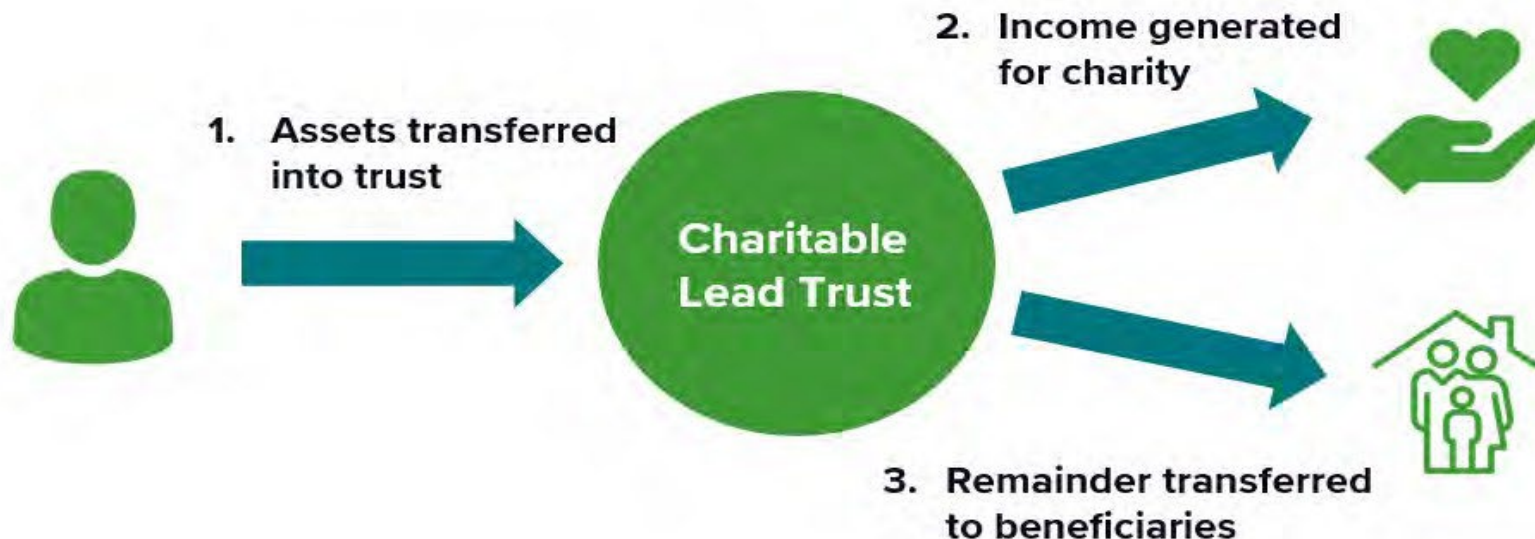 1. Assets transferred
into trust
Charitable
Lead Trust
2. Income generated
for charity
3. Remainder transferred
to beneficiaries